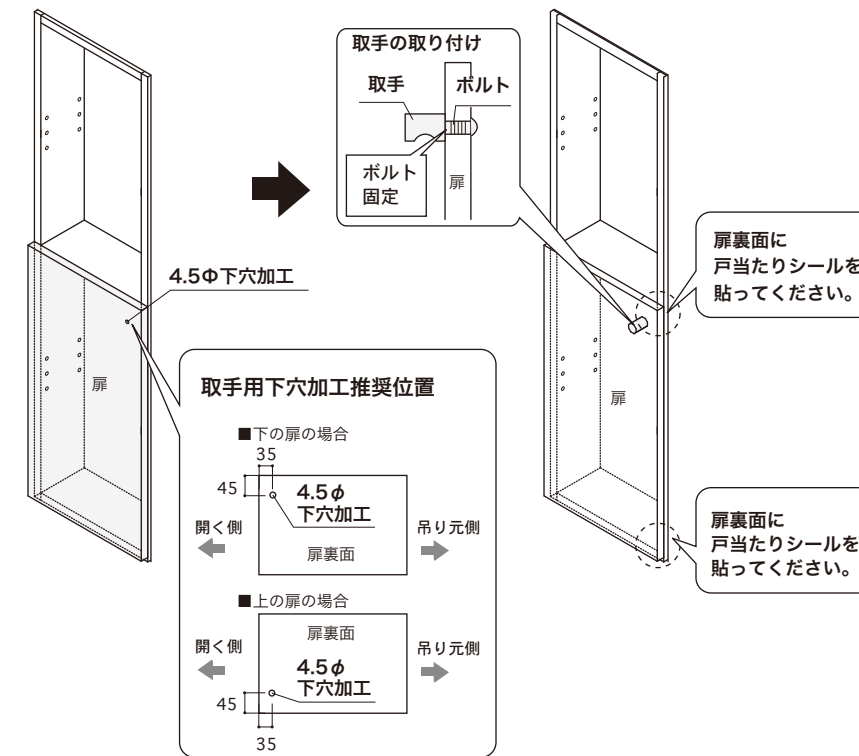 取手の取り付け
取手
ボルト
ボルト
固定
扉
4.5Φ下穴加工
扉
取手用下穴加工推奨位置
■下の扉の場合
35
45
4.5φ
下穴加工
開く側
吊り元側
扉裏面
■上の扉の場合
扉裏面
開く側
吊り元側
4.5φ
下穴加工
45
35
扉裏面に
戸当たりシールを
貼ってください。
扉
扉裏面に
戸当たりシールを
貼ってください。